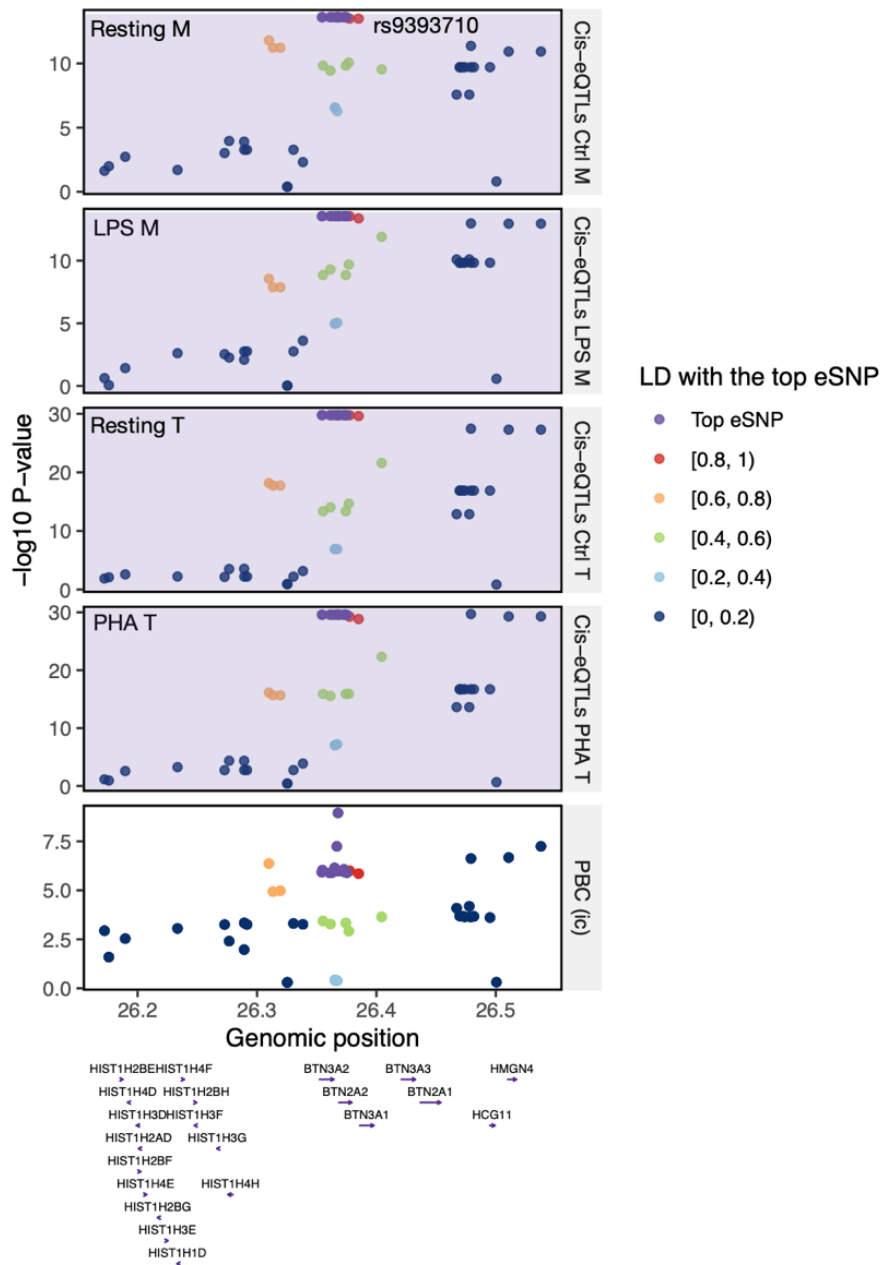 Resting M
rs9393710
10
5
0
Cis−eQTLs Ctrl M
LPS M
10
5
0
Cis−eQTLs LPS M
−log10 P−value
Resting T
30
20
10
0
Cis−eQTLs Ctrl T
PHA T
30
20
10
0
Cis−eQTLs PHA T
7.5
5.0
2.5
0.0
PBC (ic)
26.2 26.3 26.4 26.5
Genomic position
LD with the top eSNP
Top eSNP
[0.8, 1)
[0.6, 0.8)
[0.4, 0.6)
[0.2, 0.4)
[0, 0.2)
HIST1H2BE HIST1H4F BTN3A2 BTN3A3 HMGN4
HIST1H4D HIST1H2BH BTN2A2 BTN2A1
HIST1H3D HIST1H3F BTN3A1 HCG11
HIST1H2AD HIST1H3G
HIST1H2BF
HIST1H4E HIST1H4H
HIST1H2BG
HIST1H3E
HIST1H1D